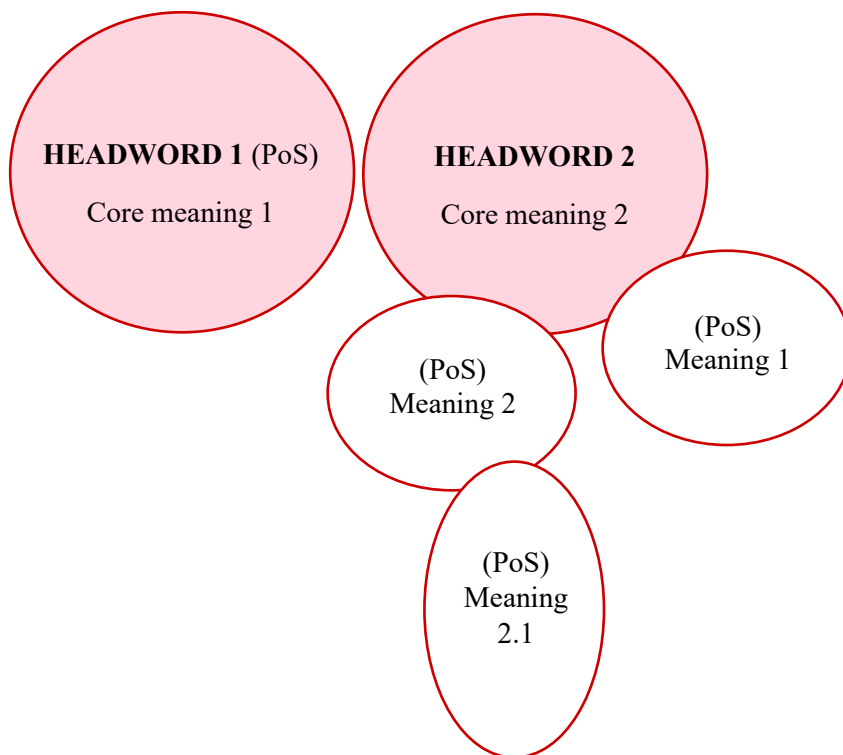 HEADWORD 1 (PoS)
Core meaning 1
HEADWORD 2
Core meaning 2
(PoS)
Meaning 1
(PoS)
Meaning 2
(PoS)
Meaning
2.1